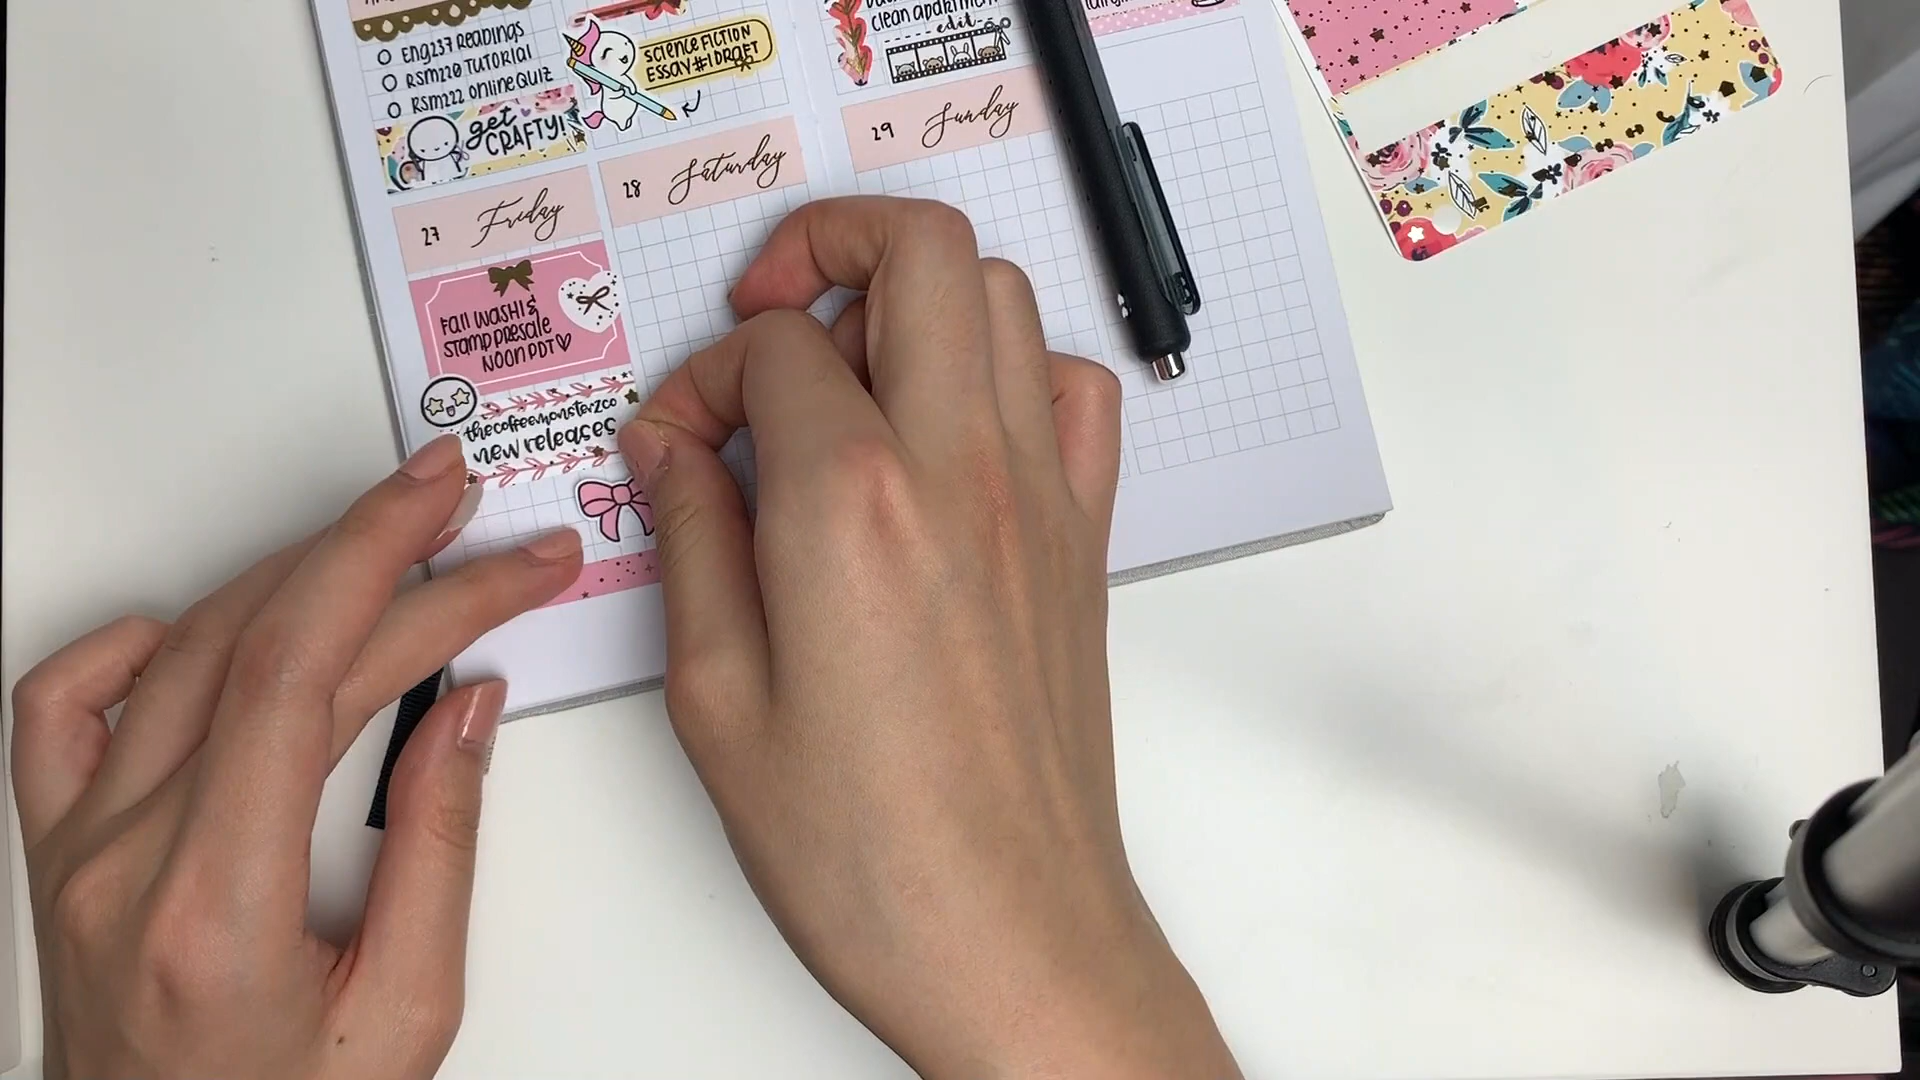 Eng237 Readings
RSM220 Tutorial
RSM222 Online Quiz
get
CRAFTY!
SCIENCE FICTION
ESSAY #1 DRAFT
clean apartment
edit
27 Friday
28 Saturday
29 Sunday
Fall Washi &
Stamp Presale
Noon PDT
thecoffeemonsterzco
new releases